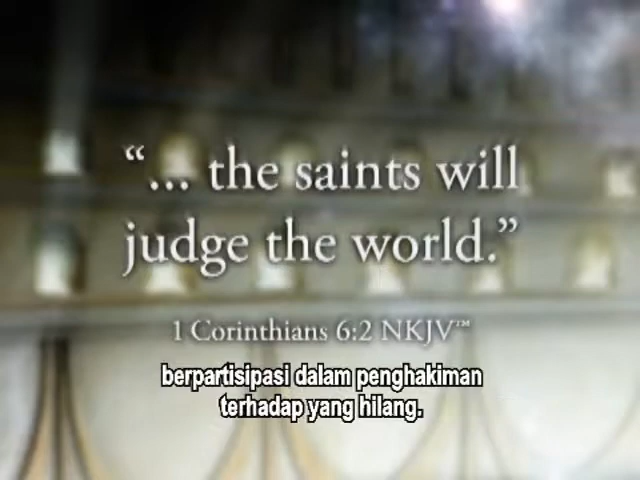 “... the saints will
judge the world.”
1 Corinthians 6:2 NKJV™
berpartisipasi dalam penghakiman
terhadap yang hilang.